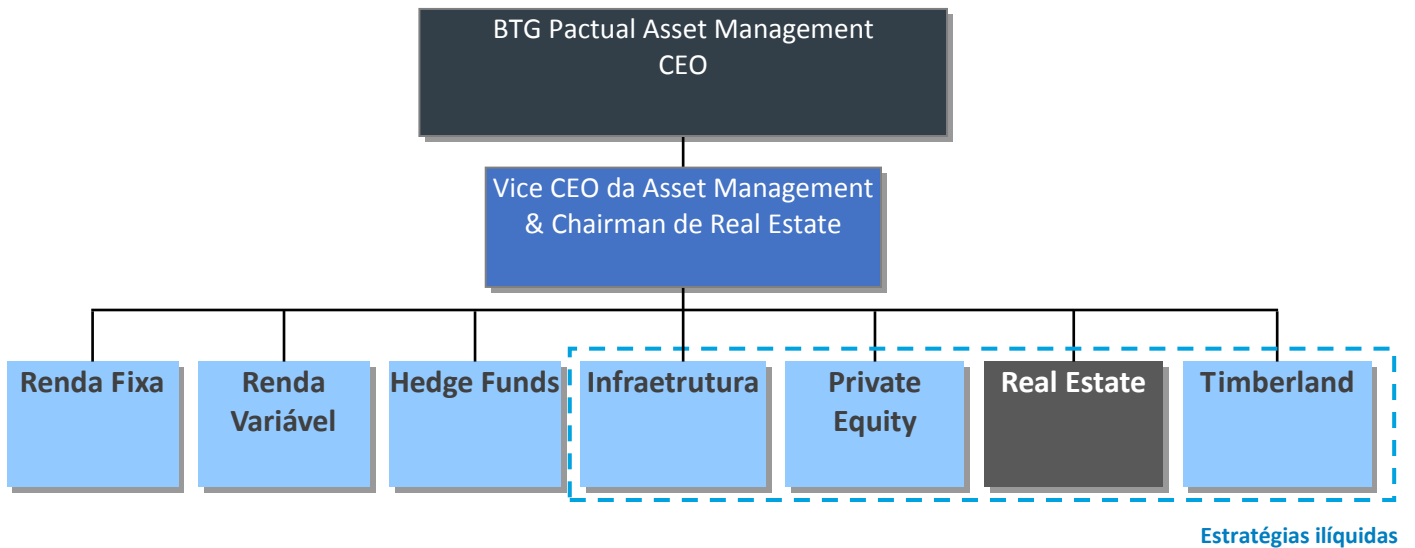 BTG Pactual Asset Management
CEO
Vice CEO da Asset Management
& Chairman de Real Estate
Renda Fixa
Renda
Variável
Hedge Funds
Infraetrutura
Private
Equity
Real Estate
Timberland
Estratégias ilíquidas